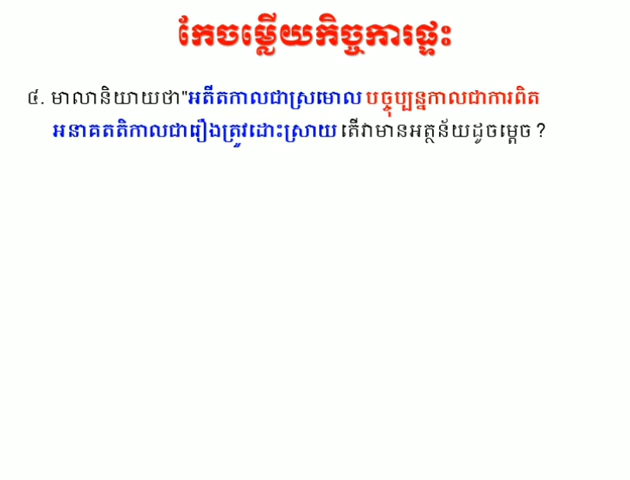 កែចម្លើយកិច្ចការផ្ទះ
៤. មាលានិយាយថា"អតីតកាលជាស្រមោល បច្ចុប្បន្នកាលជាការពិត
អនាគតតិកាលជារឿងត្រូវដោះស្រាយ តើវាមានអត្ថន័យដូចម្ដេច ?